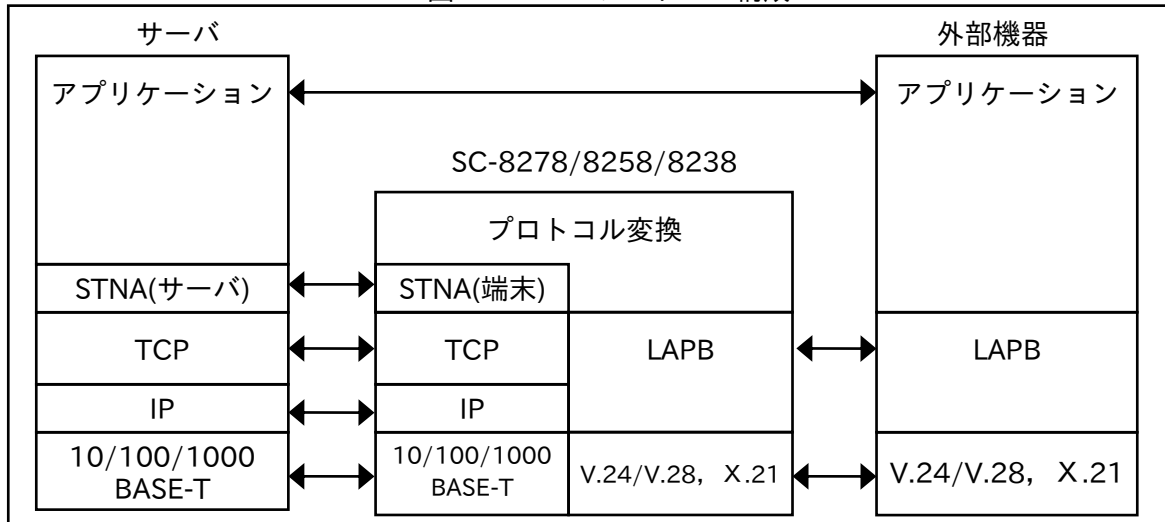 サーバ
外部機器
アプリケーション
アプリケーション
SC-8278/8258/8238
プロトコル変換
STNA(サーバ)
STNA(端末)
TCP
TCP
LAPB
LAPB
IP
IP
10/100/1000
BASE-T
10/100/1000
BASE-T
V.24/V.28, X.21
V.24/V.28, X.21